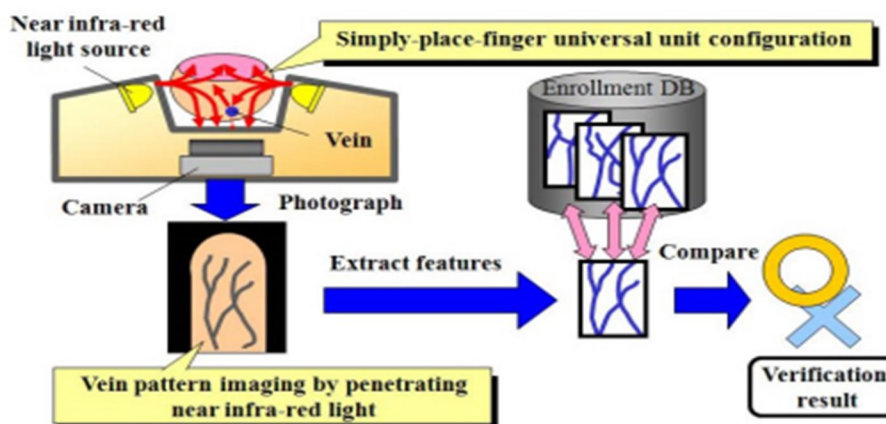 Near infra-red
light source
Simply-place-finger universal unit configuration
Enrollment DB
Vein
Camera
Photograph
Extract features
Compare
Vein pattern imaging by penetrating
near infra-red light
Verification
result